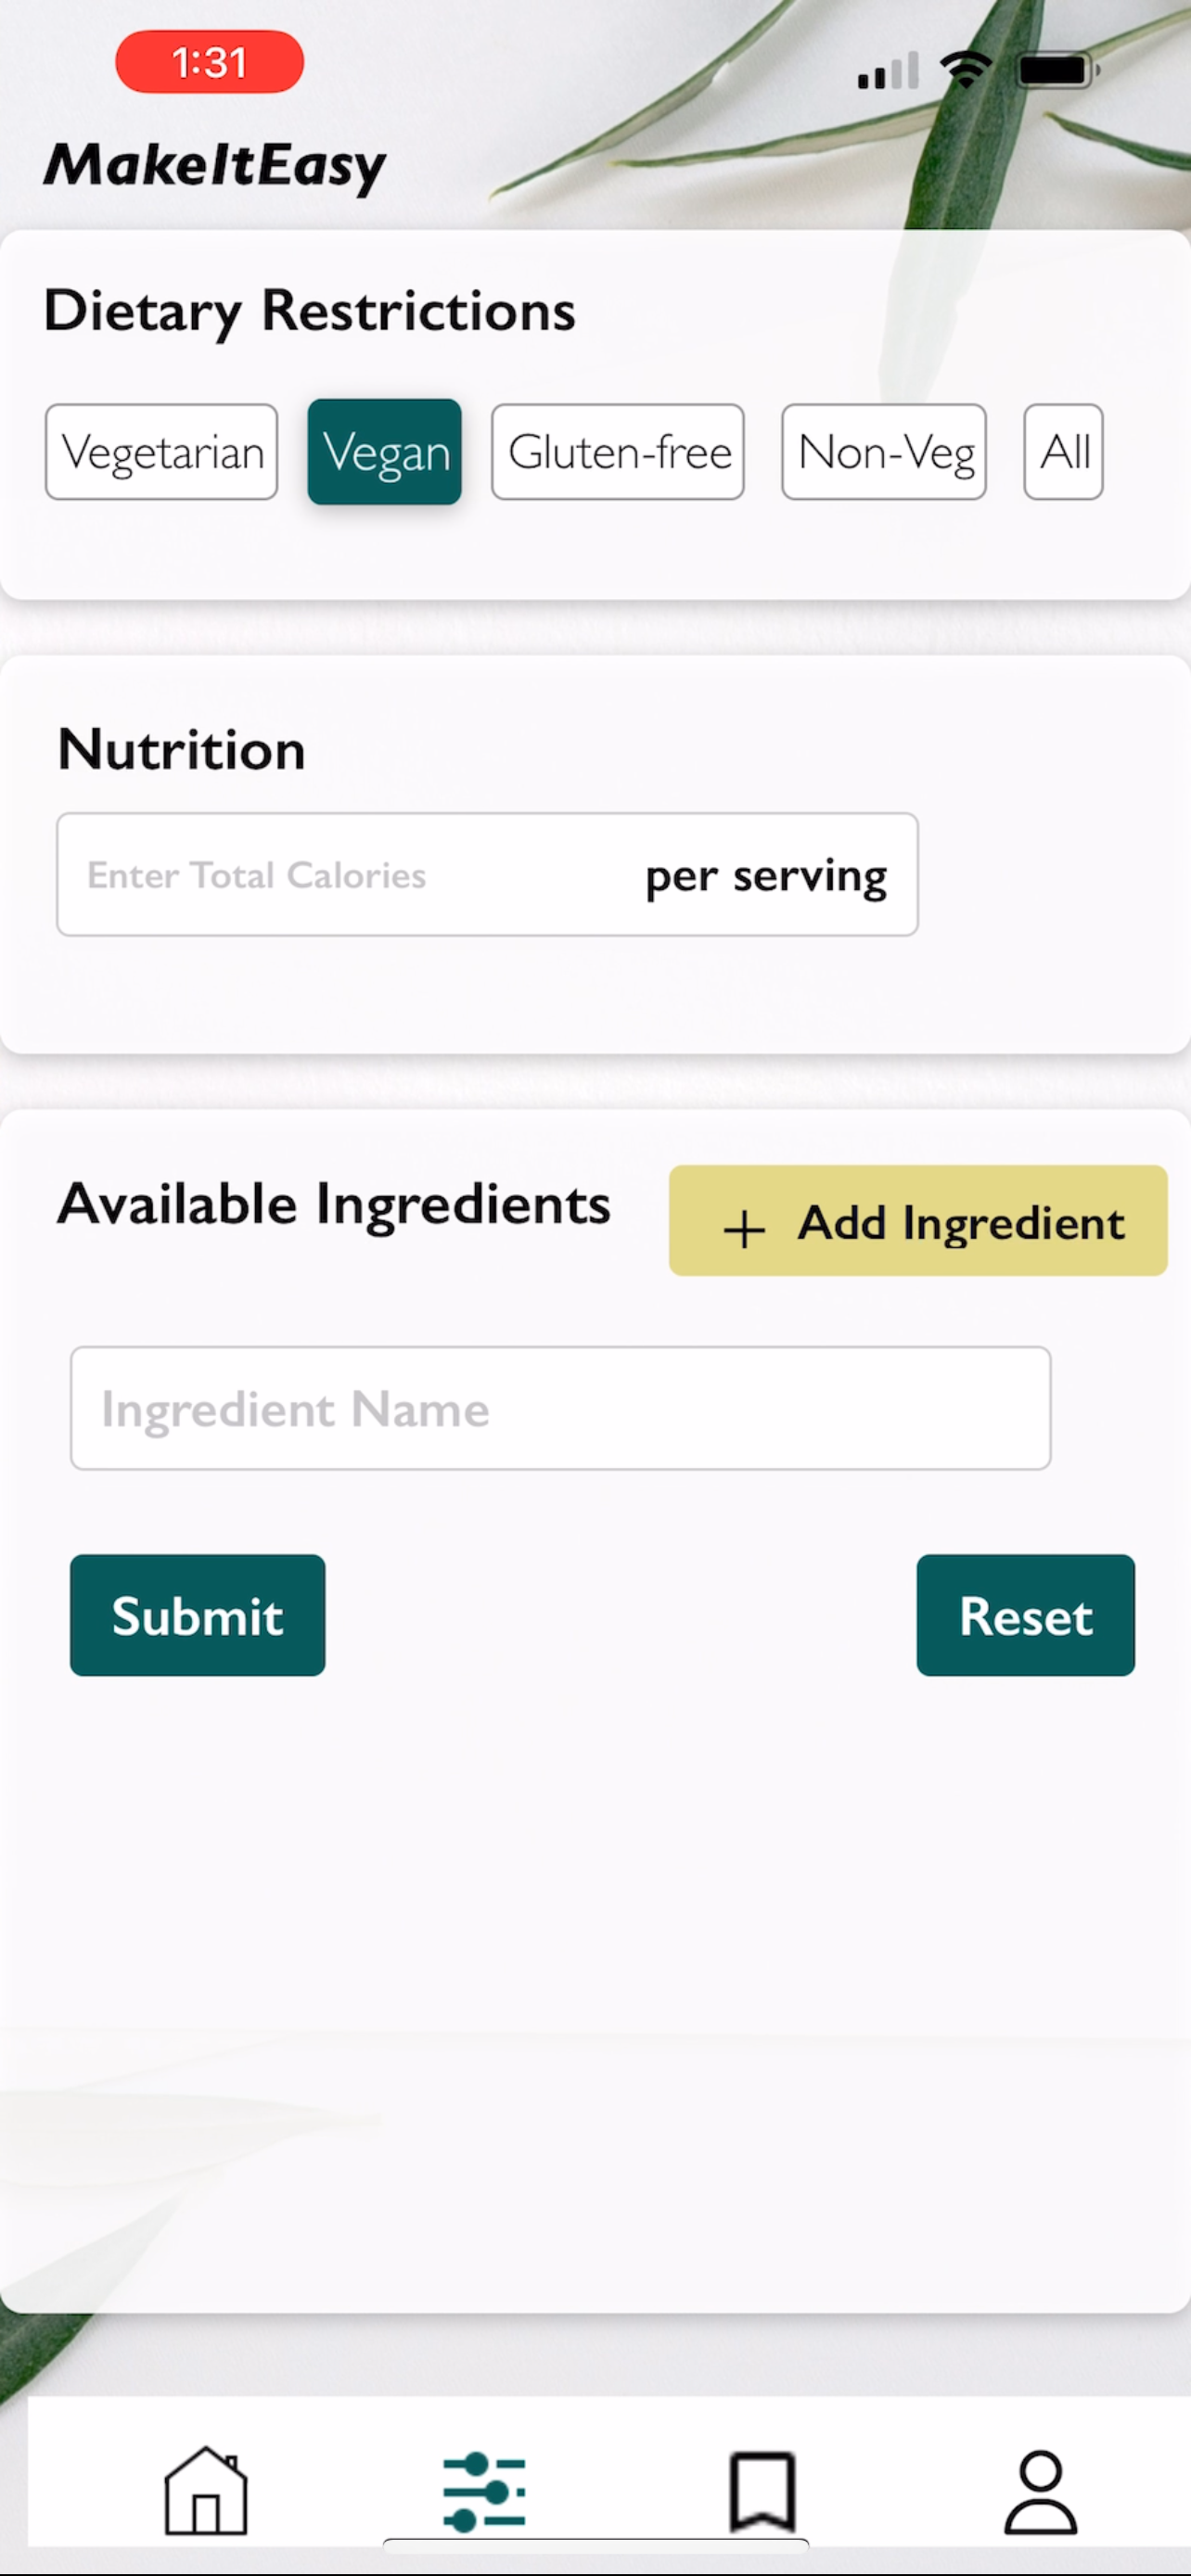 1:31
MakeItEasy
Dietary Restrictions
Vegetarian Vegan Gluten-free Non-Veg All
Nutrition
Enter Total Calories per serving
Available Ingredients + Add Ingredient
Ingredient Name
Submit Reset